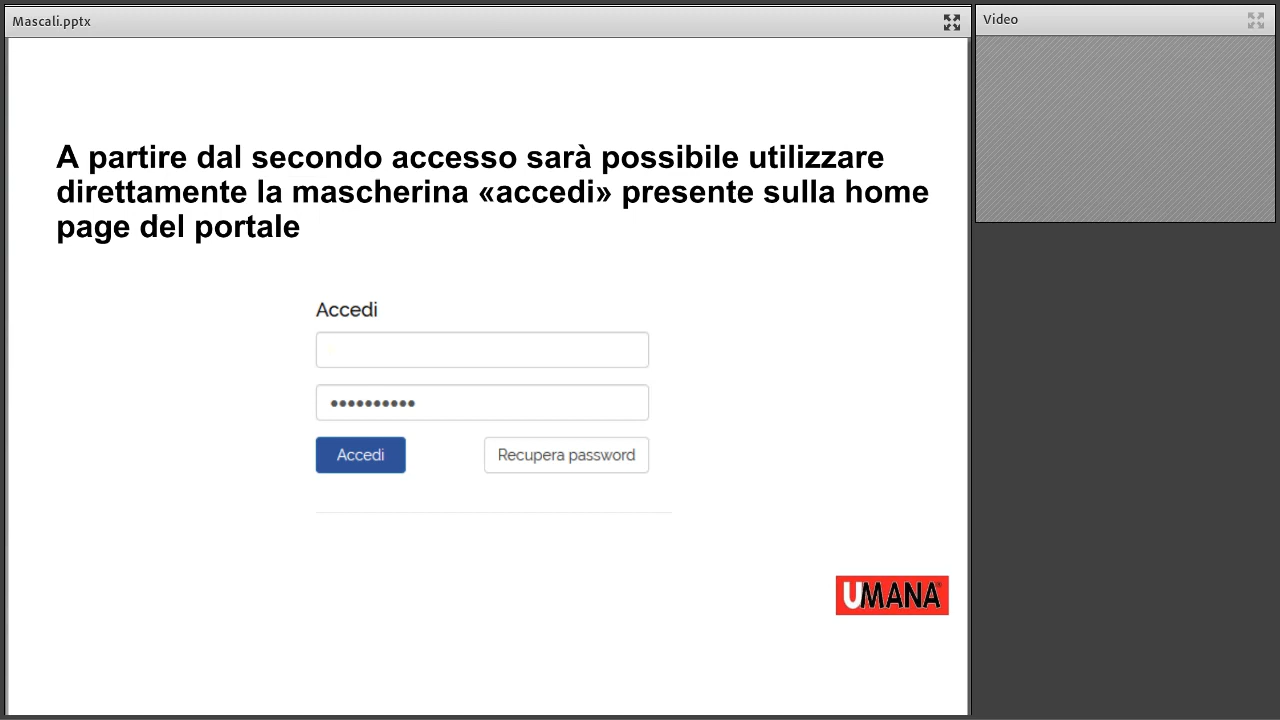 Mascali.pptx
Video
A partire dal secondo accesso sarà possibile utilizzare
direttamente la mascherina «accedi» presente sulla home
page del portale
Accedi
••••••••••
Accedi
Recupera password
UMANA